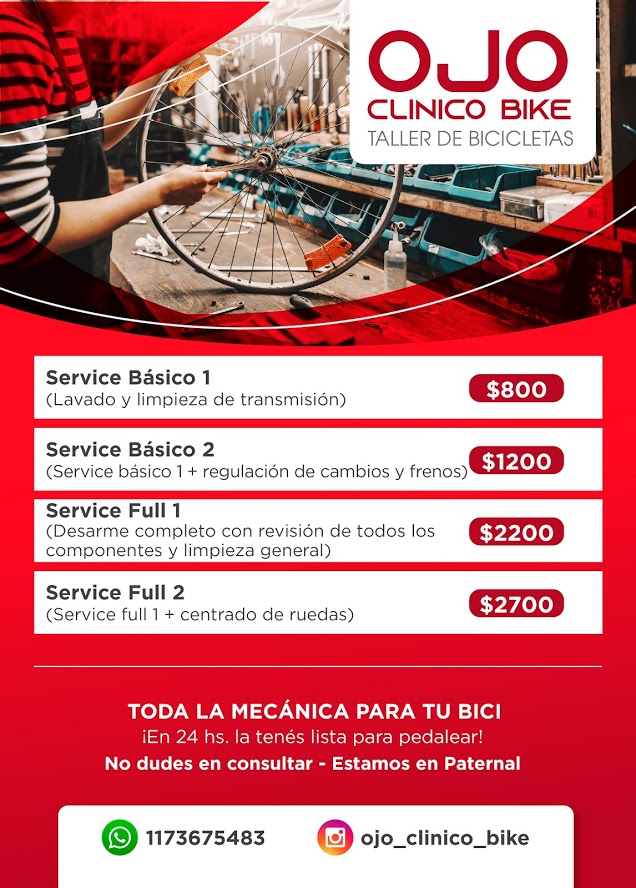 OJO
CLINICO BIKE
TALLER DE BICICLETAS
Service Básico 1
(Lavado y limpieza de transmisión)
$800
Service Básico 2
(Service básico 1 + regulación de cambios y frenos)
$1200
Service Full 1
(Desarme completo con revisión de todos los
componentes y limpieza general)
$2200
Service Full 2
(Service full 1 + centrado de ruedas)
$2700
TODA LA MECÁNICA PARA TU BICI
¡En 24 hs. la tenés lista para pedalear!
No dudes en consultar - Estamos en Paternal
1173675483
ojo_clinico_bike